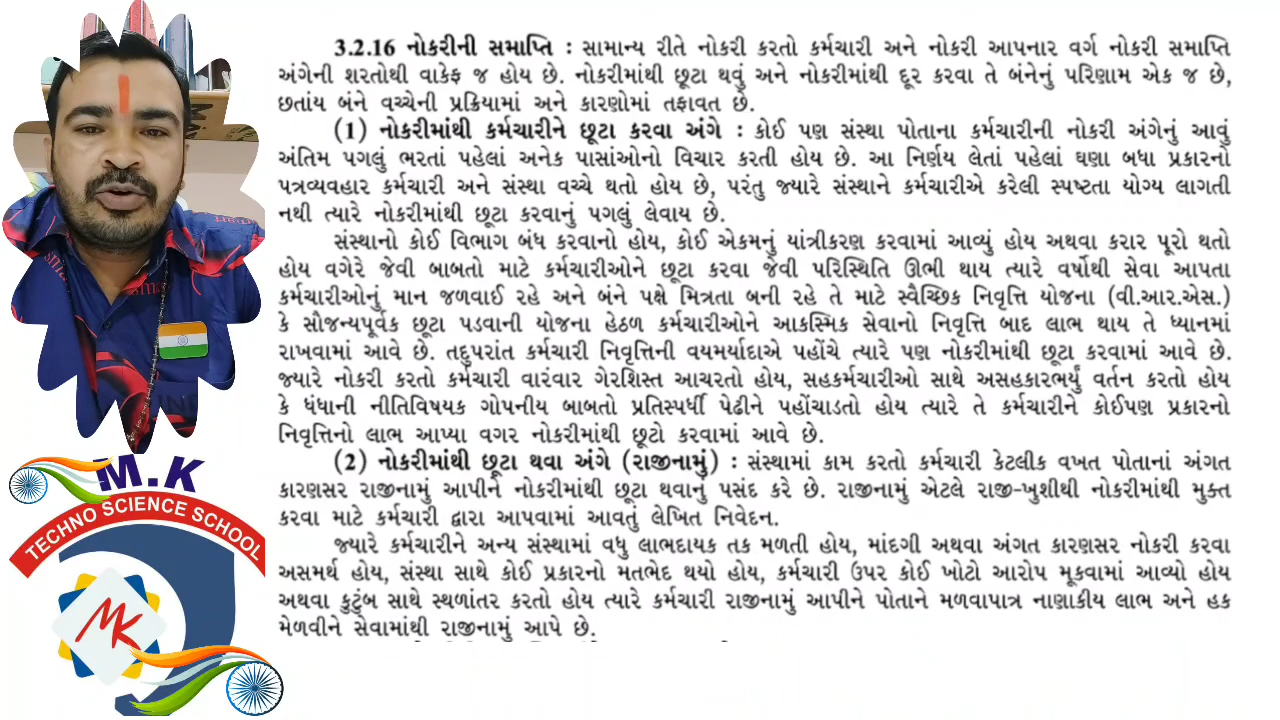 3.2.16 નોકરીની સમાપ્તિ : સામાન્ય રીતે નોકરી કરતો કર્મચારી અને નોકરી આપનાર વર્ગ નોકરી સમાપ્તિ
અંગેની શરતોથી વાકેફ જ હોય છે. નોકરીમાંથી છૂટા થવું અને નોકરીમાંથી દૂર કરવા તે બંનેનું પરિણામ એક જ છે,
છતાંય બંને વચ્ચેની પ્રક્રિયામાં અને કારણોમાં તફાવત છે.
(1) નોકરીમાંથી કર્મચારીને છૂટા કરવા અંગે : કોઈ પણ સંસ્થા પોતાના કર્મચારીની નોકરી અંગેનું આવું
અંતિમ પગલું ભરતાં પહેલાં અનેક પાસાંઓનો વિચાર કરતી હોય છે. આ નિર્ણય લેતાં પહેલાં ઘણા બધા પ્રકારનો
પત્રવ્યવહાર કર્મચારી અને સંસ્થા વચ્ચે થતો હોય છે, પરંતુ જ્યારે સંસ્થાને કર્મચારીએ કરેલી સ્પષ્ટતા યોગ્ય લાગતી
નથી ત્યારે નોકરીમાંથી છૂટા કરવાનું પગલું લેવાય છે.
સંસ્થાનો કોઈ વિભાગ બંધ કરવાનો હોય, કોઈ એકમનું યાંત્રીકરણ કરવામાં આવ્યું હોય અથવા કરાર પૂરો થતો
હોય વગેરે જેવી બાબતો માટે કર્મચારીઓને છૂટા કરવા જેવી પરિસ્થિતિ ઊભી થાય ત્યારે વર્ષોથી સેવા આપતા
કર્મચારીઓનું માન જળવાઈ રહે અને બંને પક્ષે મિત્રતા બની રહે તે માટે સ્વૈચ્છિક નિવૃત્તિ યોજના (વી.આર.એસ.)
કે સૌજન્યપૂર્વક છૂટા પડવાની યોજના હેઠળ કર્મચારીઓને આકસ્મિક સેવાનો નિવૃત્તિ બાદ લાભ થાય તે ધ્યાનમાં
રાખવામાં આવે છે. તદુપરાંત કર્મચારી નિવૃત્તિની વયમર્યાદાએ પહોંચે ત્યારે પણ નોકરીમાંથી છૂટા કરવામાં આવે છે.
જ્યારે નોકરી કરતો કર્મચારી વારંવાર ગેરશિસ્ત આચરતો હોય, સહકર્મચારીઓ સાથે અસહકારભર્યું વર્તન કરતો હોય
કે ધંધાની નીતિવિષયક ગોપનીય બાબતો પ્રતિસ્પર્ધી પેઢીને પહોંચાડતો હોય ત્યારે તે કર્મચારીને કોઈપણ પ્રકારનો
નિવૃત્તિનો લાભ આપ્યા વગર નોકરીમાંથી છૂટો કરવામાં આવે છે.
(2) નોકરીમાંથી છૂટા થવા અંગે (રાજીનામું) : સંસ્થામાં કામ કરતો કર્મચારી કેટલીક વખત પોતાનાં અંગત
કારણસર રાજીનામું આપીને નોકરીમાંથી છૂટા થવાનું પસંદ કરે છે. રાજીનામું એટલે રાજી-ખુશીથી નોકરીમાંથી મુક્ત
કરવા માટે કર્મચારી દ્વારા આપવામાં આવતું લેખિત નિવેદન.
જ્યારે કર્મચારીને અન્ય સંસ્થામાં વધુ લાભદાયક તક મળતી હોય, માંદગી અથવા અંગત કારણસર નોકરી કરવા
અસમર્થ હોય, સંસ્થા સાથે કોઈ પ્રકારનો મતભેદ થયો હોય, કર્મચારી ઉપર કોઈ ખોટો આરોપ મૂકવામાં આવ્યો હોય
અથવા કુટુંબ સાથે સ્થળાંતર કરતો હોય ત્યારે કર્મચારી રાજીનામું આપીને પોતાને મળવાપાત્ર નાણાકીય લાભ અને હક
મેળવીને સેવામાંથી રાજીનામું આપે છે.
M.K
TECHNO SCIENCE SCHOOL
MK